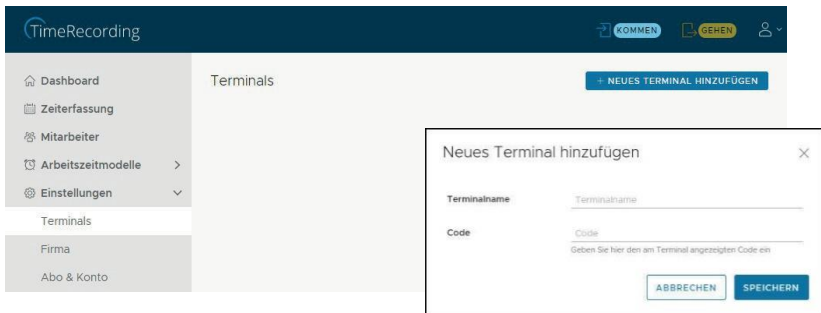 TimeRecording
KOMMEN
GEHEN
Dashboard
Zeiterfassung
Mitarbeiter
Arbeitszeitmodelle
Einstellungen
Terminals
Firma
Abo & Konto
Terminals
+ NEUES TERMINAL HINZUFÜGEN
Neues Terminal hinzufügen
Terminalname Terminalname
Code Code
Geben Sie hier den am Terminal angezeigten Code ein
ABBRECHEN SPEICHERN